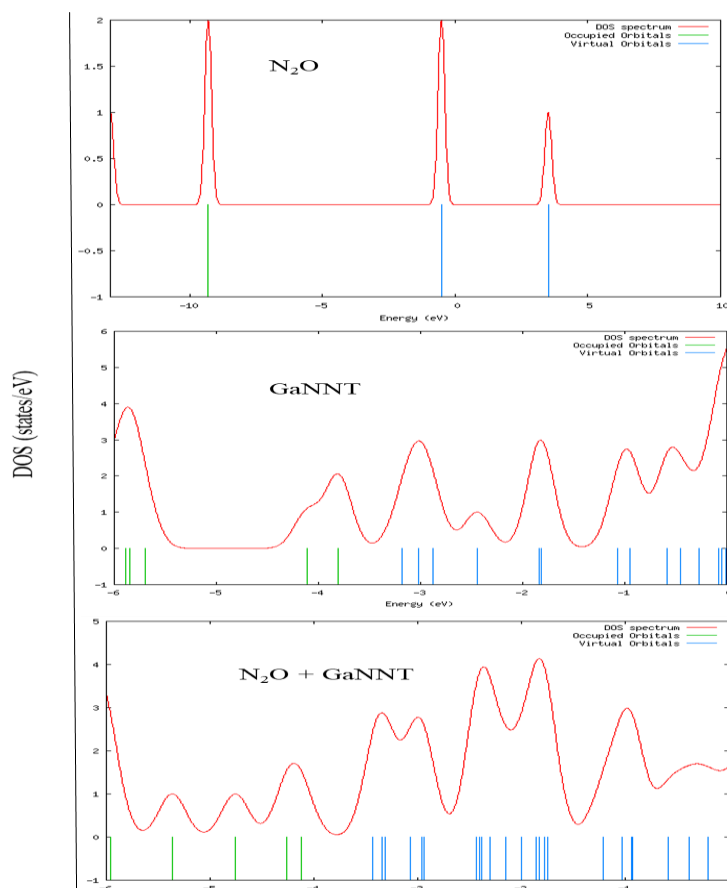 DOS (states/eV)
2
DOS spectrum
Occupied Orbitals
Virtual Orbitals
N₂O
1.5
1
0.5
0
-0.5
-1
-10
-5
0
5
10
Energy (eV)
6
DOS spectrum
Occupied Orbitals
Virtual Orbitals
5
GaNNT
4
3
2
1
0
-1
-6
-5
-4
-3
-2
-1
0
Energy (eV)
5
DOS spectrum
Occupied Orbitals
Virtual Orbitals
4
N₂O + GaNNT
3
2
1
0
-1